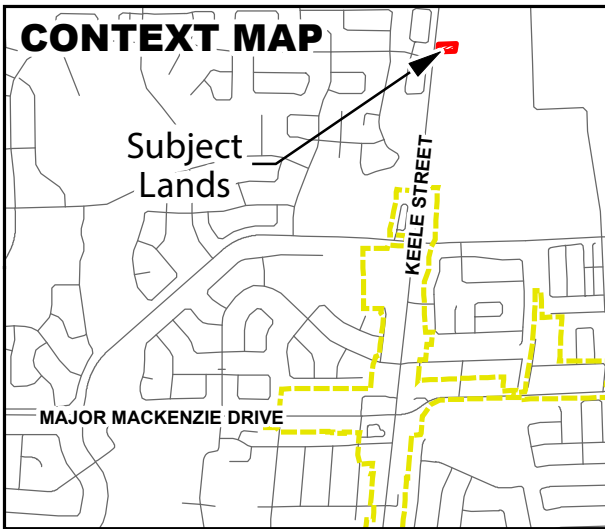 CONTEXT MAP
Subject
Lands
KEELE STREET
MAJOR MACKENZIE DRIVE